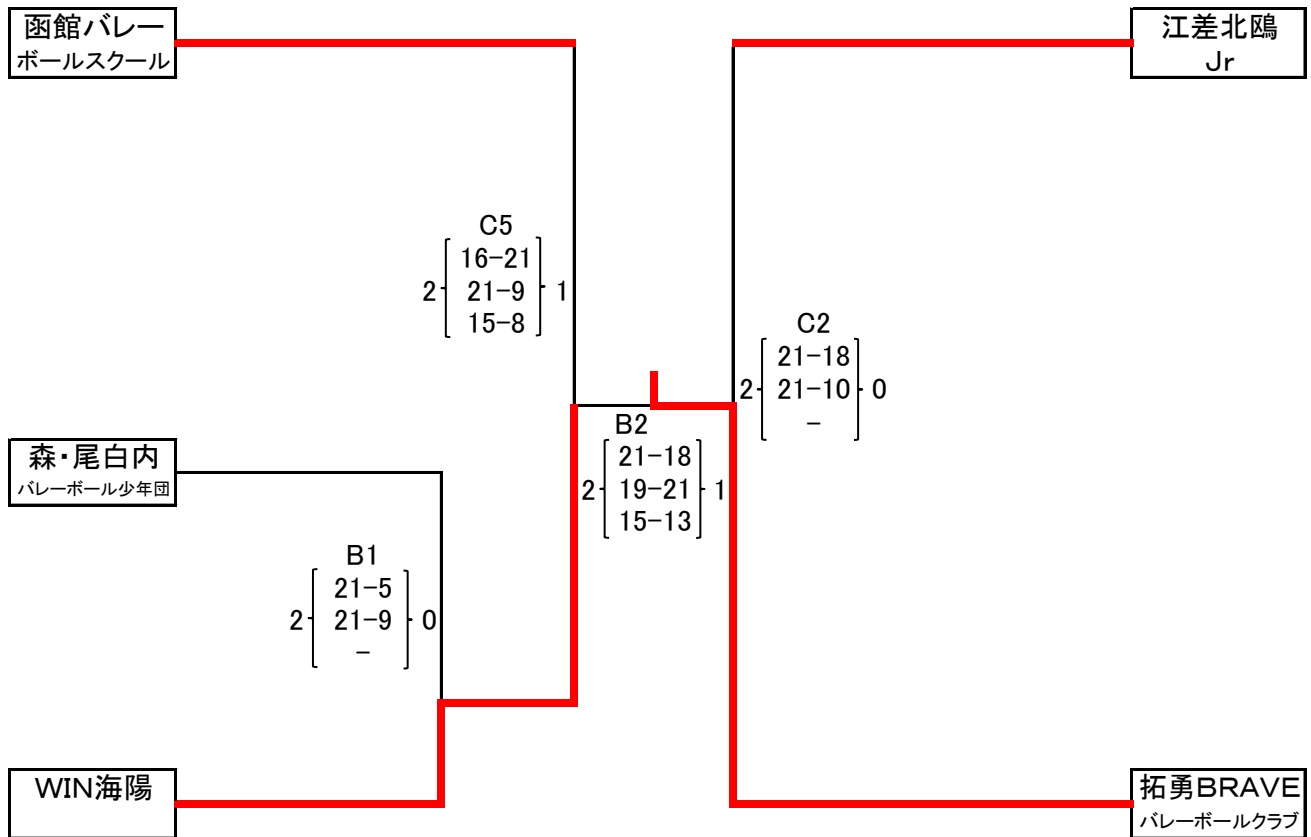 函館バレー
ボールスクール
江差北鴎
Jr
C5
16-21
2 21-9 1
15-8
C2
21-18
2 21-10 0
-
B2
21-18
2 19-21 1
15-13
森・尾白内
バレーボール少年団
B1
21-5
2 21-9 0
-
WIN海陽
拓勇BRAVE
バレーボールクラブ